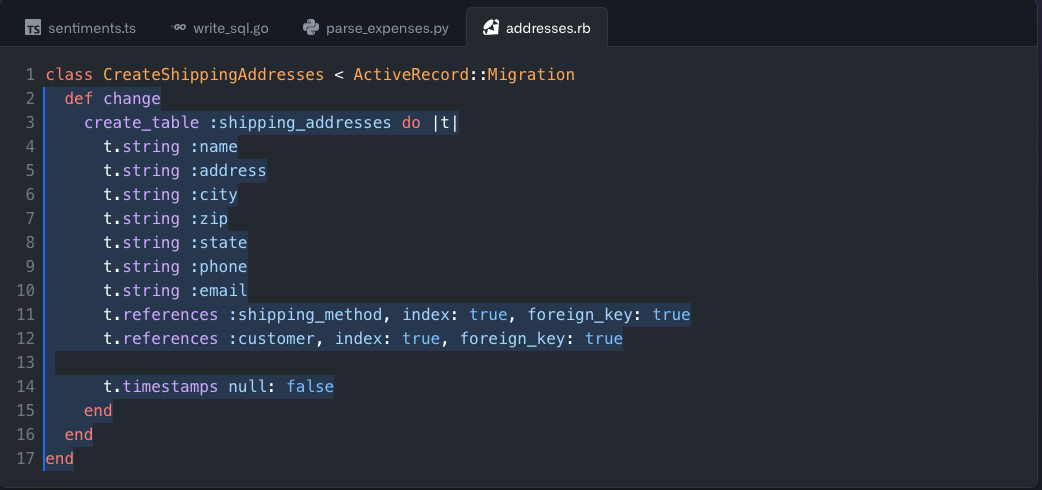 TS sentiments.ts GO write_sql.go parse_expenses.py addresses.rb
1 class CreateShippingAddresses < ActiveRecord::Migration
2   def change
3     create_table :shipping_addresses do |t|
4       t.string :name
5       t.string :address
6       t.string :city
7       t.string :zip
8       t.string :state
9       t.string :phone
10       t.string :email
11       t.references :shipping_method, index: true, foreign_key: true
12       t.references :customer, index: true, foreign_key: true
13
14       t.timestamps null: false
15     end
16   end
17 end